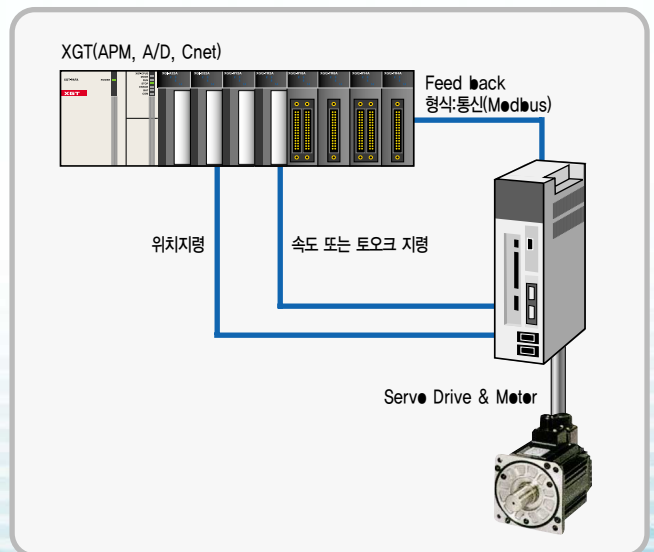 XGT(APM, A/D, Cnet)
XGT
Feed back
형식:통신(Modbus)
위치지령
속도 또는 토오크 지령
Servo Drive & Motor